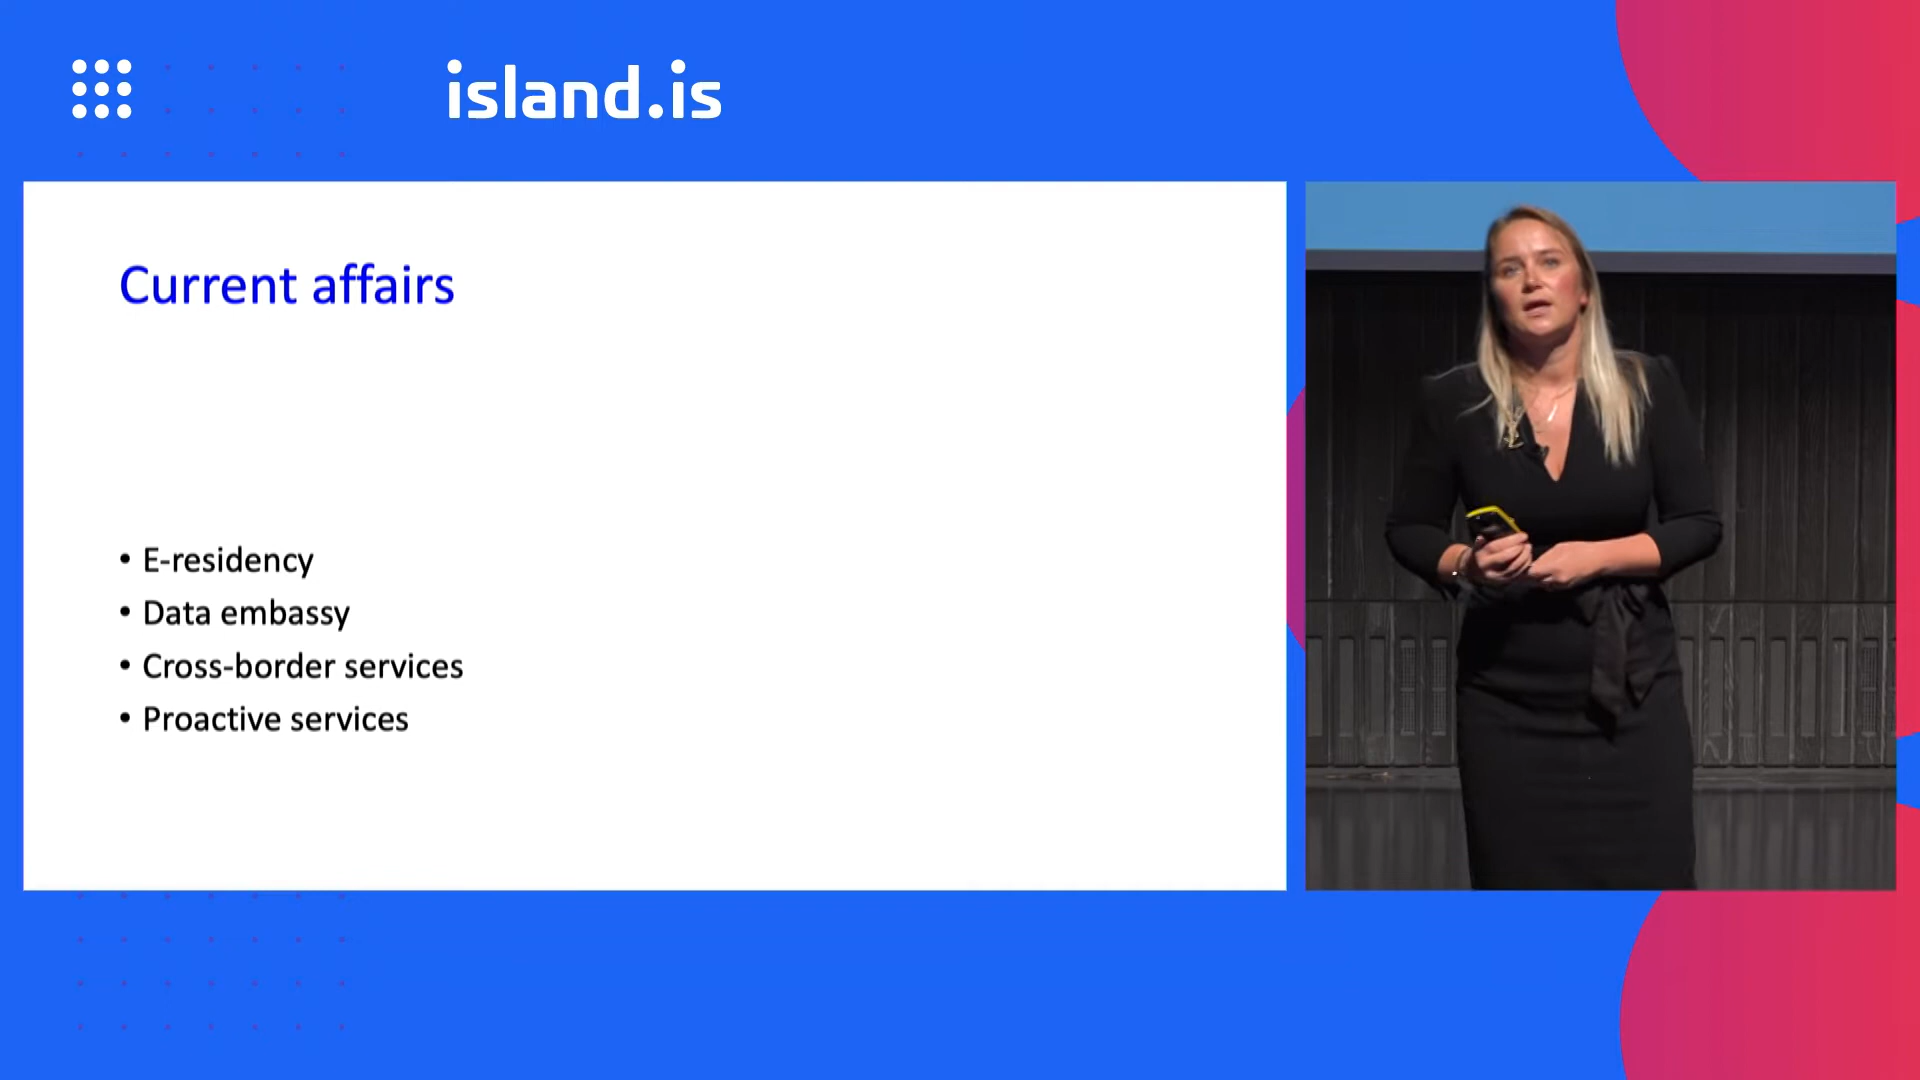 island.is
Current affairs
• E-residency
• Data embassy
• Cross-border services
• Proactive services